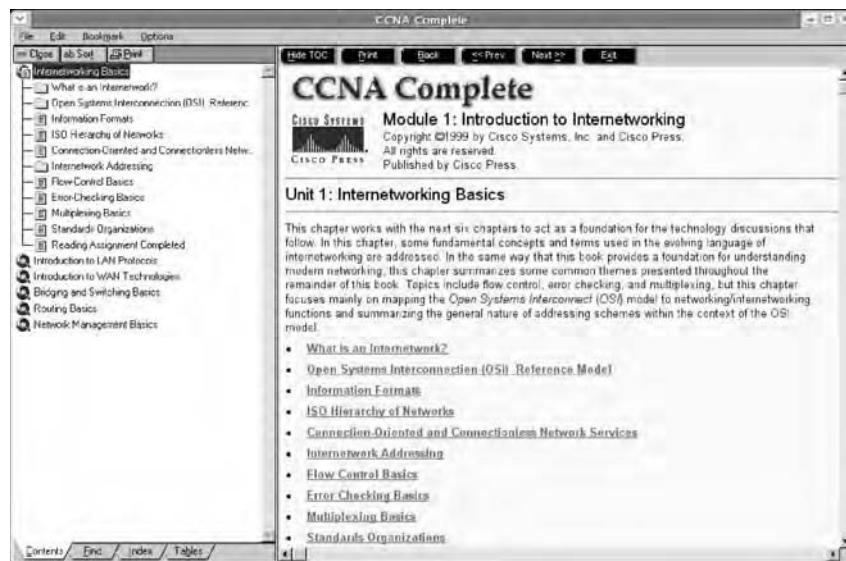 CCNA Complete
File Edit Bookmark Options
Close ab Sort Print
Internetworking Basics
What is an Internetwork?
Open Systems Interconnection (OSI) Referenc
Information Formats
ISO Hierarchy of Networks
Connection-Oriented and Connectionless Netw..
Internetwork Addressing
Flow-Control Basics
Error-Checking Basics
Multiplexing Basics
Standards Organizations
Reading Assignment Completed
Introduction to LAN Protocols
Introduction to WAN Technologies
Bridging and Switching Basics
Routing Basics
Network Management Basics
Contents Find Index Tables
Hide TOC Print Back << Prev Next >> Exit
CCNA Complete
CISCO SYSTEMS
CISCO PRESS
Module 1: Introduction to Internetworking
Copyright ©1999 by Cisco Systems, Inc. and Cisco Press.
All rights are reserved.
Published by Cisco Press
Unit 1: Internetworking Basics
This chapter works with the next six chapters to act as a foundation for the technology discussions that
follow. In this chapter, some fundamental concepts and terms used in the evolving language of
internetworking are addressed. In the same way that this book provides a foundation for understanding
modern networking, this chapter summarizes some common themes presented throughout the
remainder of this book. Topics include flow control, error checking, and multiplexing, but this chapter
focuses mainly on mapping the Open Systems Interconnect (OSI) model to networking/internetworking
functions and summarizing the general nature of addressing schemes within the context of the OSI
model.
• What is an Internetwork?
• Open Systems Interconnection (OSI) Reference Model
• Information Formats
• ISO Hierarchy of Networks
• Connection-Oriented and Connectionless Network Services
• Internetwork Addressing
• Flow Control Basics
• Error Checking Basics
• Multiplexing Basics
• Standards Organizations